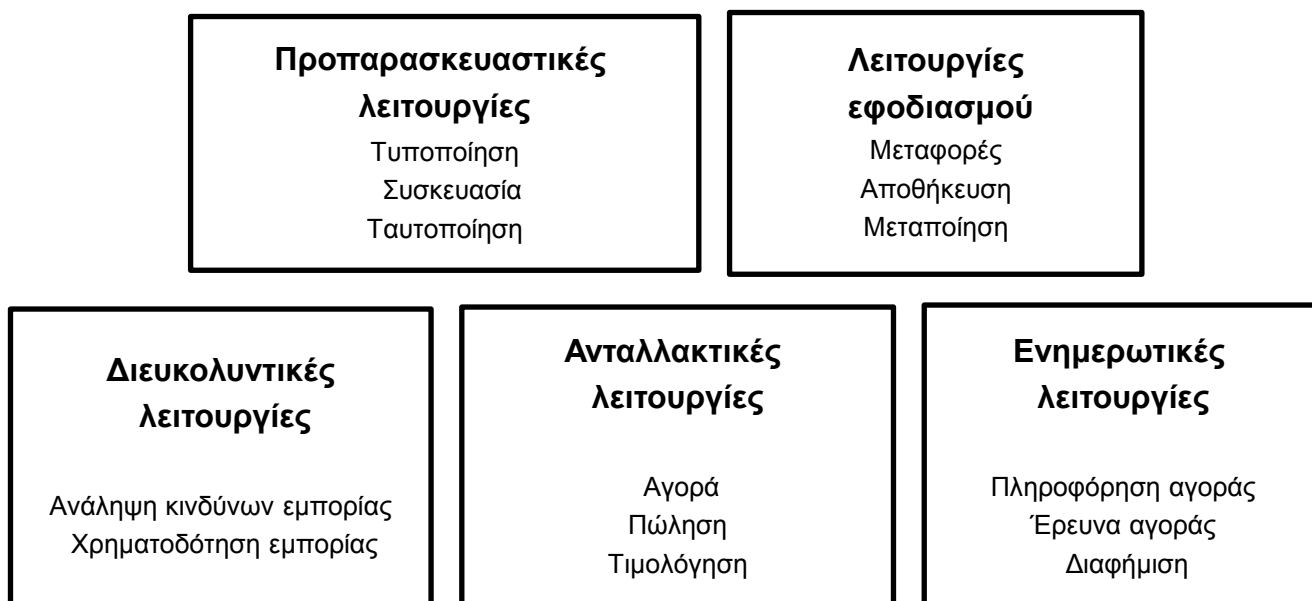 Προπαρασκευαστικές
λειτουργίες
Τυποποίηση
Συσκευασία
Ταυτοποίηση
Λειτουργίες
εφοδιασμού
Μεταφορές
Αποθήκευση
Μεταποίηση
Διευκολυντικές
λειτουργίες
Ανάληψη κινδύνων εμπορίας
Χρηματοδότηση εμπορίας
Ανταλλακτικές
λειτουργίες
Αγορά
Πώληση
Τιμολόγηση
Ενημερωτικές
λειτουργίες
Πληροφόρηση αγοράς
Έρευνα αγοράς
Διαφήμιση